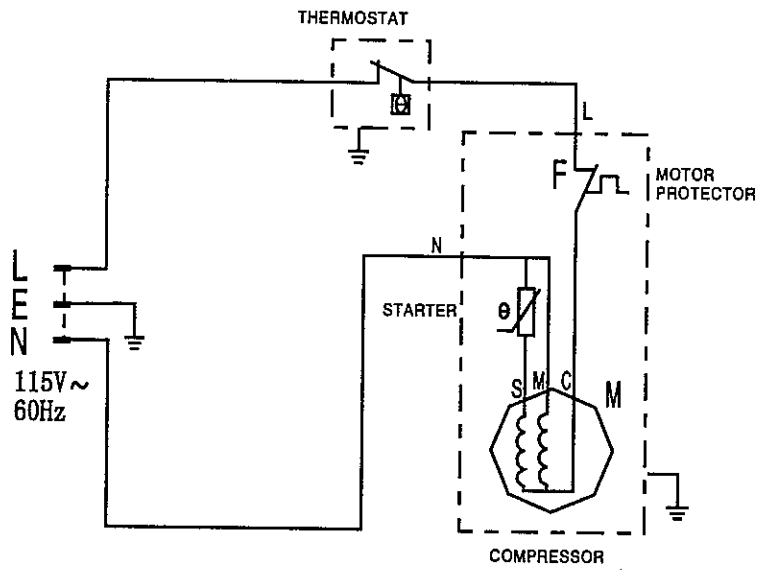 THERMOSTAT
θ
L
F
MOTOR
PROTECTOR
N
L
E
N
STARTER
θ
115V~
60Hz
S
M
C
M
COMPRESSOR